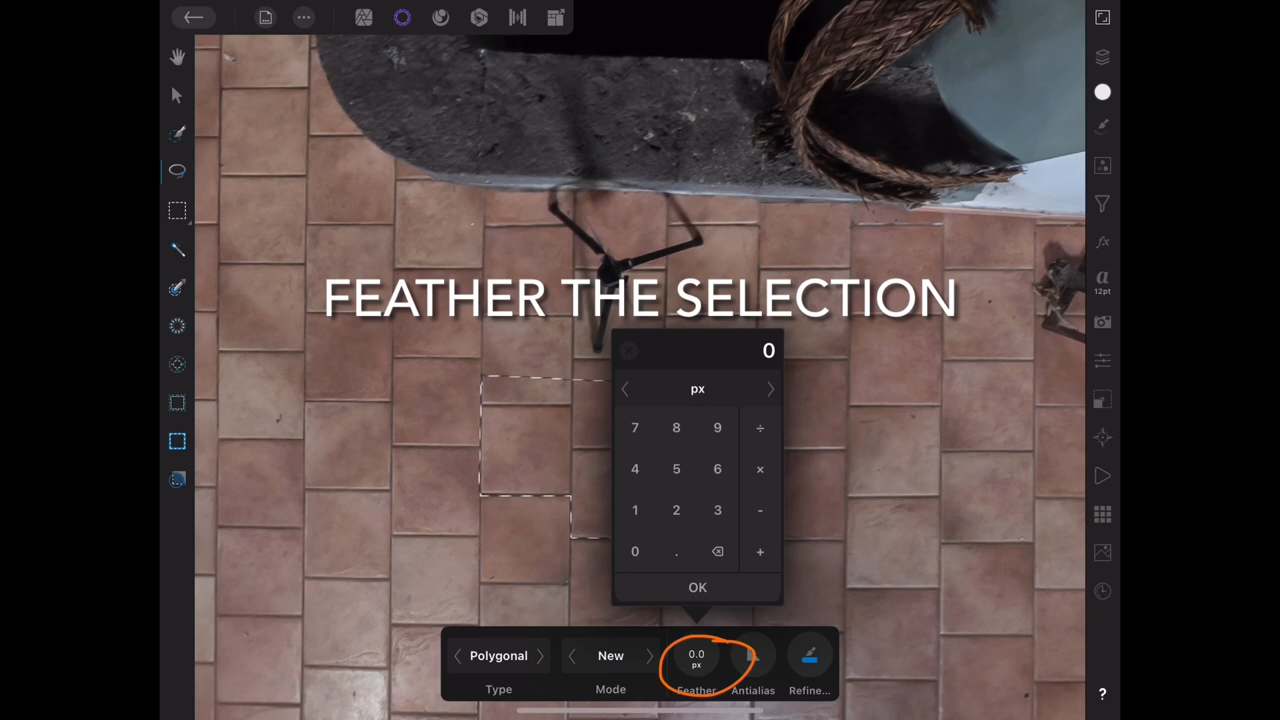 a
12pt
FEATHER THE SELECTION
0
px
7 8 9 ÷
4 5 6 ×
1 2 3 -
0 . +
OK
Polygonal
Type
New
Mode
0.0
px
Feather
Antialias
Refine...
?